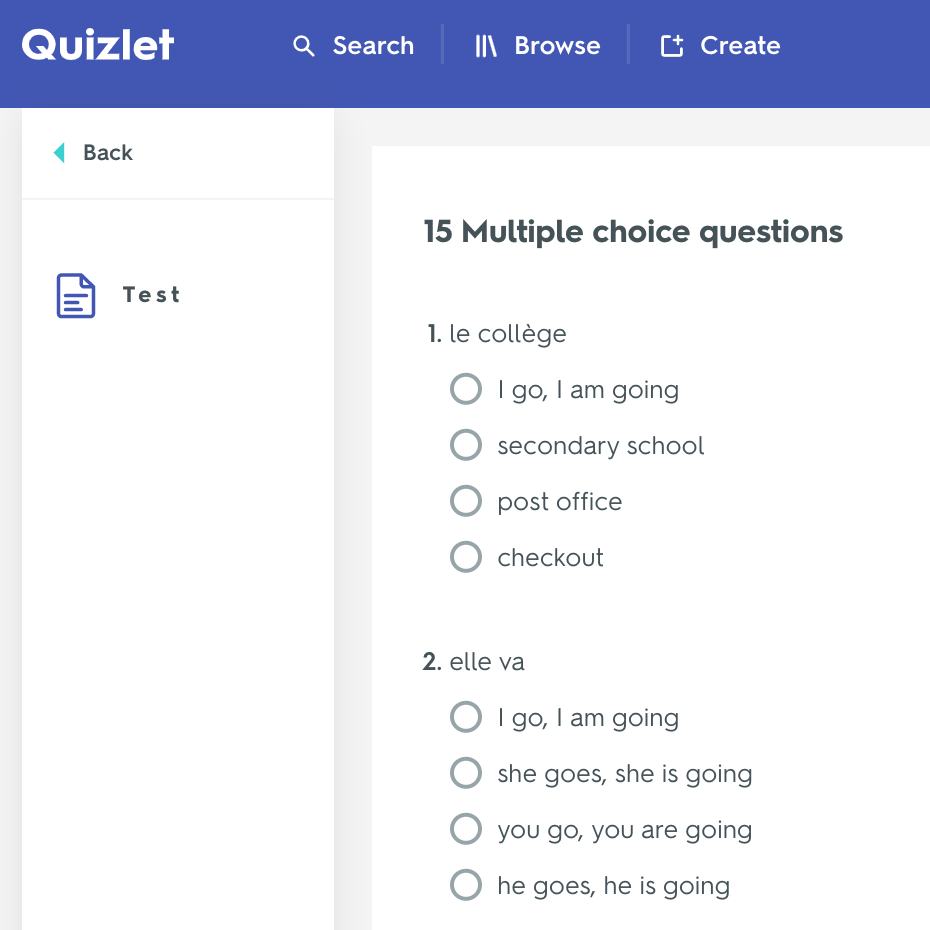 Quizlet
Search
Browse
Create
Back
Test
15 Multiple choice questions
1. le collège
I go, I am going
secondary school
post office
checkout
2. elle va
I go, I am going
she goes, she is going
you go, you are going
he goes, he is going